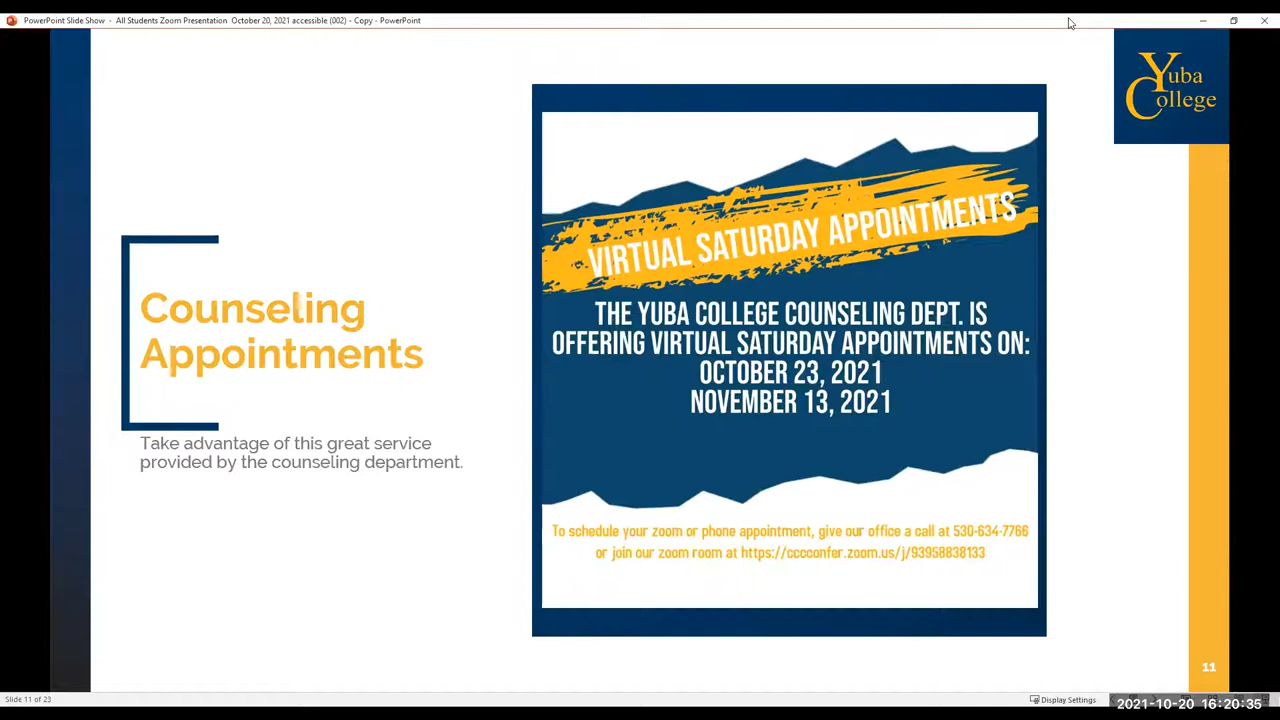 PowerPoint Slide Show - All Students Zoom Presentation October 20, 2021 accessible (002) - Copy - PowerPoint
Yuba
College
VIRTUAL SATURDAY APPOINTMENTS
THE YUBA COLLEGE COUNSELING DEPT. IS
OFFERING VIRTUAL SATURDAY APPOINTMENTS ON:
OCTOBER 23, 2021
NOVEMBER 13, 2021
Counseling
Appointments
Take advantage of this great service
provided by the counseling department.
To schedule your zoom or phone appointment, give our office a call at 530-634-7766
or join our zoom room at https://cccconfer.zoom.us/j/93958838133
11
Slide 11 of 23
Display Settings
2021-10-20 16:20:35